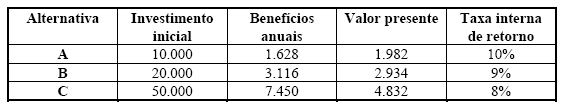 Alternativa Investimento inicial Benefícios anuais Valor presente Taxa interna de retorno
A 10.000 1.628 1.982 10%
B 20.000 3.116 2.934 9%
C 50.000 7.450 4.832 8%